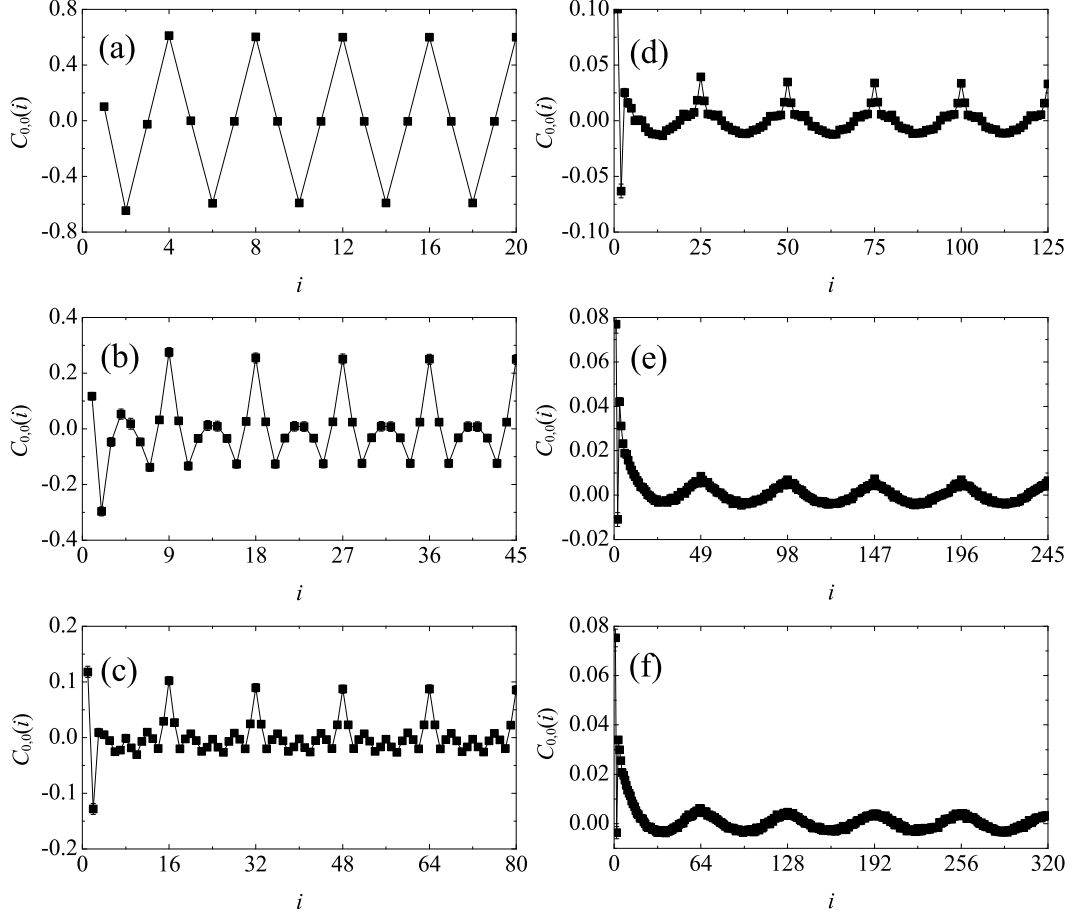 (a)
C0,0(i)
0.8
0.4
0.0
-0.4
-0.8
0 4 8 12 16 20
i
(b)
C0,0(i)
0.4
0.2
0.0
-0.2
-0.4
0 9 18 27 36 45
i
(c)
C0,0(i)
0.2
0.1
0.0
-0.1
-0.2
0 16 32 48 64 80
i
(d)
C0,0(i)
0.10
0.05
0.00
-0.05
-0.10
0 25 50 75 100 125
i
(e)
C0,0(i)
0.08
0.06
0.04
0.02
0.00
-0.02
0 49 98 147 196 245
i
(f)
C0,0(i)
0.08
0.06
0.04
0.02
0.00
0 64 128 192 256 320
i